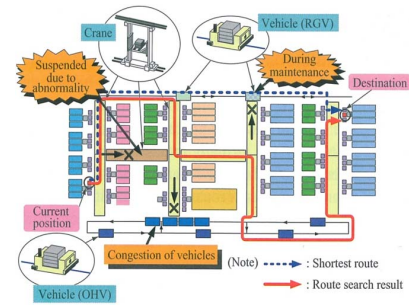 Crane
Vehicle (RGV)
Suspended
due to
abnormality
During
maintenance
Destination
Current
position
Congestion of vehicles
(Note)
: Shortest route
: Route search result
Vehicle (OHV)